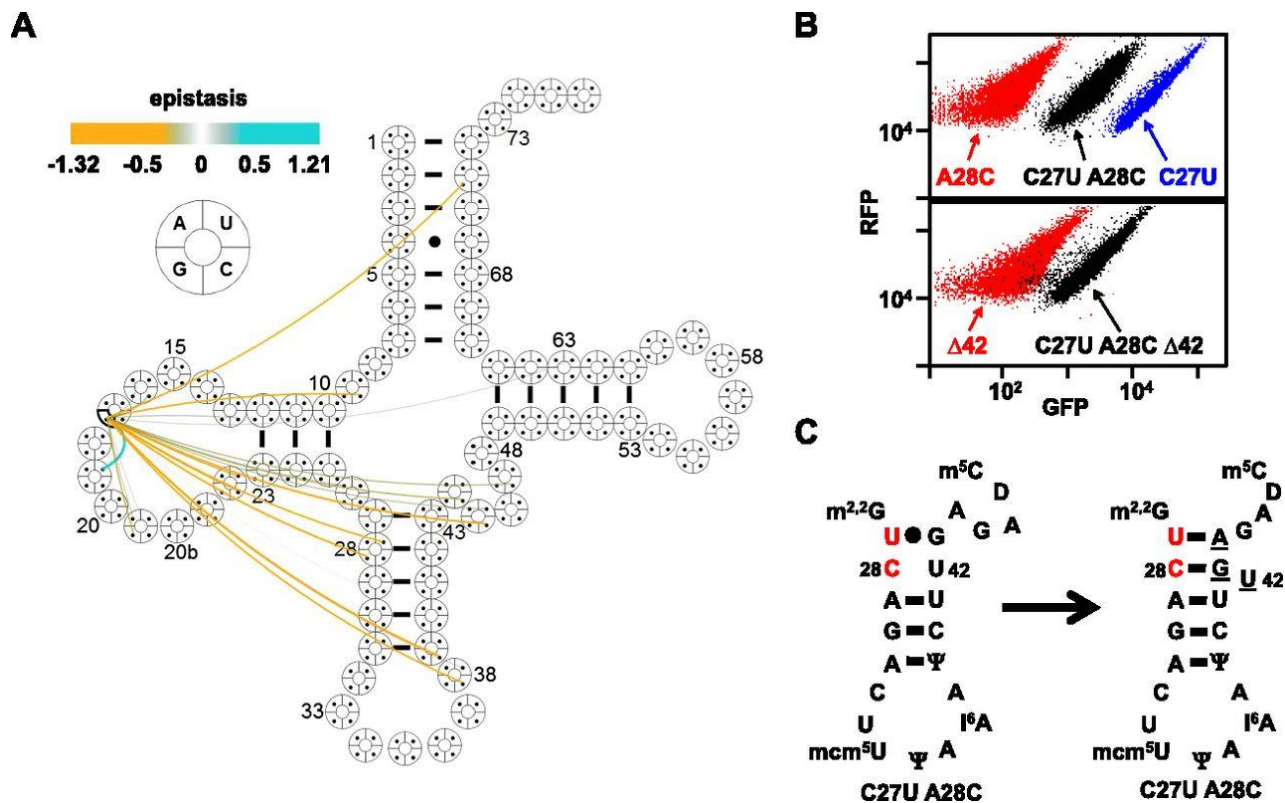 A
epistasis
-1.32 -0.5 0 0.5 1.21
A U
G C
1
73
5
68
15
10
63
58
20
23
20b
48
53
43
28
38
33
B
RFP
10⁴
A28C C27U A28C C27U
10⁴
Δ42 C27U A28C Δ42
10² 10⁴
GFP
C
m⁵C
D
m²,²G A G A
U G
28 C U 42
A U
G C
A Ψ
C A
U I⁶A
mcm⁵U Ψ A
C27U A28C
m⁵C
D
m²,²G A
U A G
28 C G U 42
A U
G C
A Ψ
C A
U I⁶A
mcm⁵U Ψ A
C27U A28C